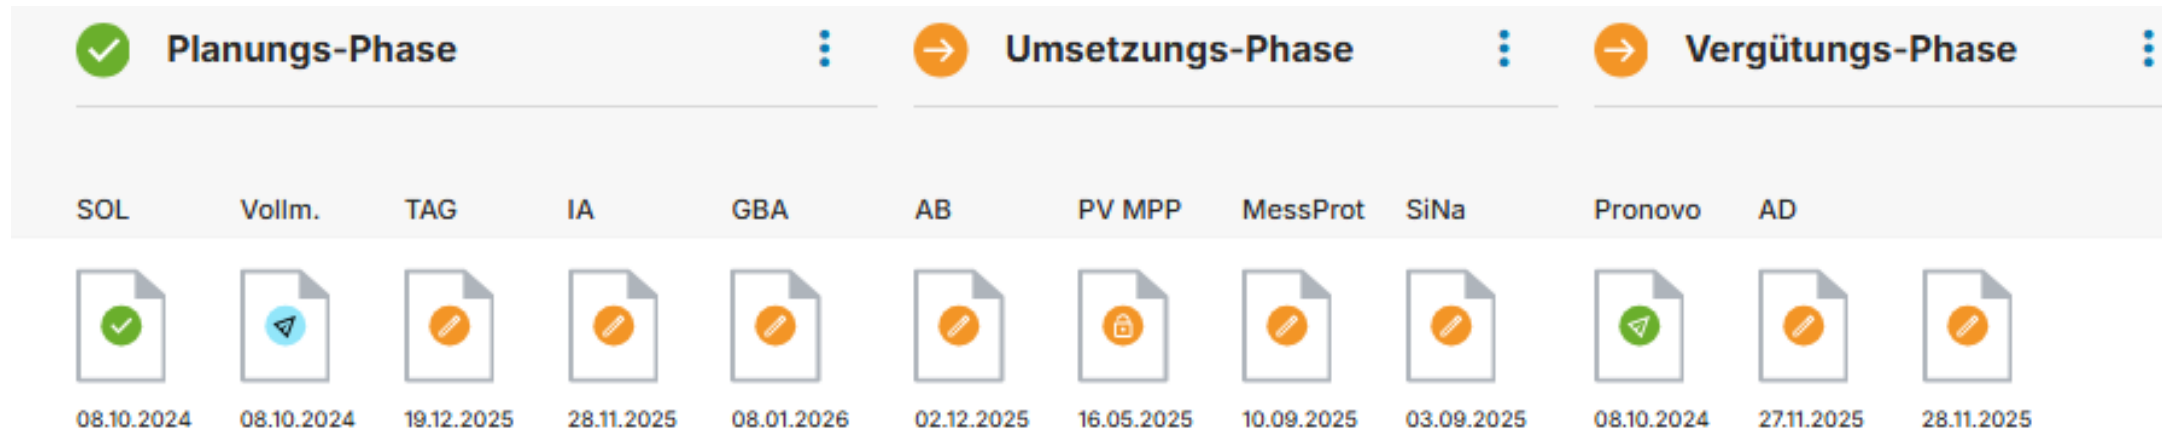 Planungs-Phase Umsetzungs-Phase Vergütungs-Phase
SOL Vollm. TAG IA GBA AB PV MPP MessProt SiNa Pronovo AD
08.10.2024 08.10.2024 19.12.2025 28.11.2025 08.01.2026 02.12.2025 16.05.2025 10.09.2025 03.09.2025 08.10.2024 27.11.2025 28.11.2025